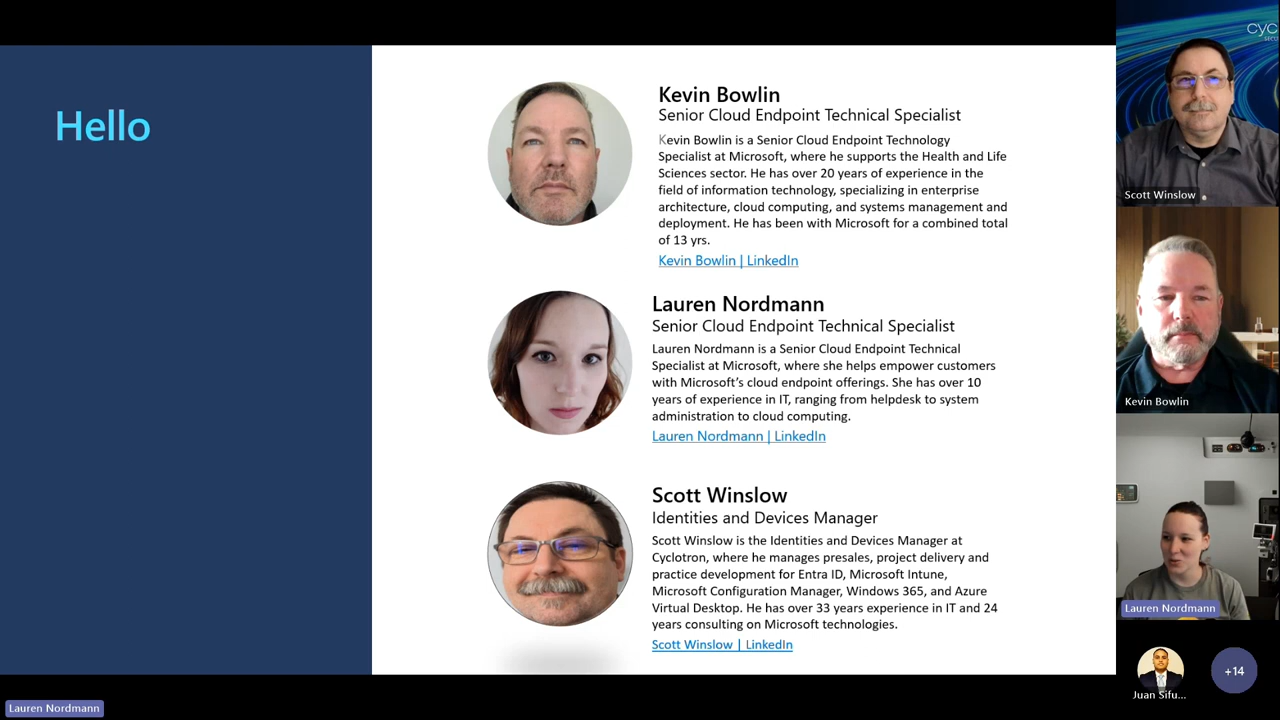 Hello
Kevin Bowlin
Senior Cloud Endpoint Technical Specialist
Kevin Bowlin is a Senior Cloud Endpoint Technology
Specialist at Microsoft, where he supports the Health and Life
Sciences sector. He has over 20 years of experience in the
field of information technology, specializing in enterprise
architecture, cloud computing, and systems management and
deployment. He has been with Microsoft for a combined total
of 13 yrs.
Kevin Bowlin | LinkedIn
Lauren Nordmann
Senior Cloud Endpoint Technical Specialist
Lauren Nordmann is a Senior Cloud Endpoint Technical
Specialist at Microsoft, where she helps empower customers
with Microsoft's cloud endpoint offerings. She has over 10
years of experience in IT, ranging from helpdesk to system
administration to cloud computing.
Lauren Nordmann | LinkedIn
Scott Winslow
Identities and Devices Manager
Scott Winslow is the Identities and Devices Manager at
Cyclotron, where he manages presales, project delivery and
practice development for Entra ID, Microsoft Intune,
Microsoft Configuration Manager, Windows 365, and Azure
Virtual Desktop. He has over 33 years experience in IT and 24
years consulting on Microsoft technologies.
Scott Winslow | LinkedIn
cyc
SECU
Scott Winslow
Kevin Bowlin
Lauren Nordmann
Juan Sifu...
+14
Lauren Nordmann